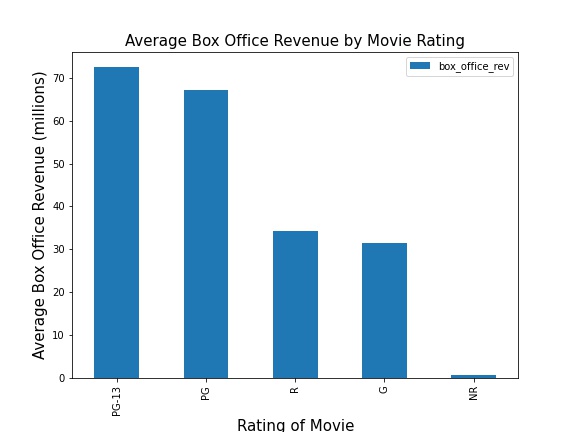 Average Box Office Revenue by Movie Rating
box_office_rev
Average Box Office Revenue (millions)
70
60
50
40
30
20
10
0
PG-13
PG
R
G
NR
Rating of Movie